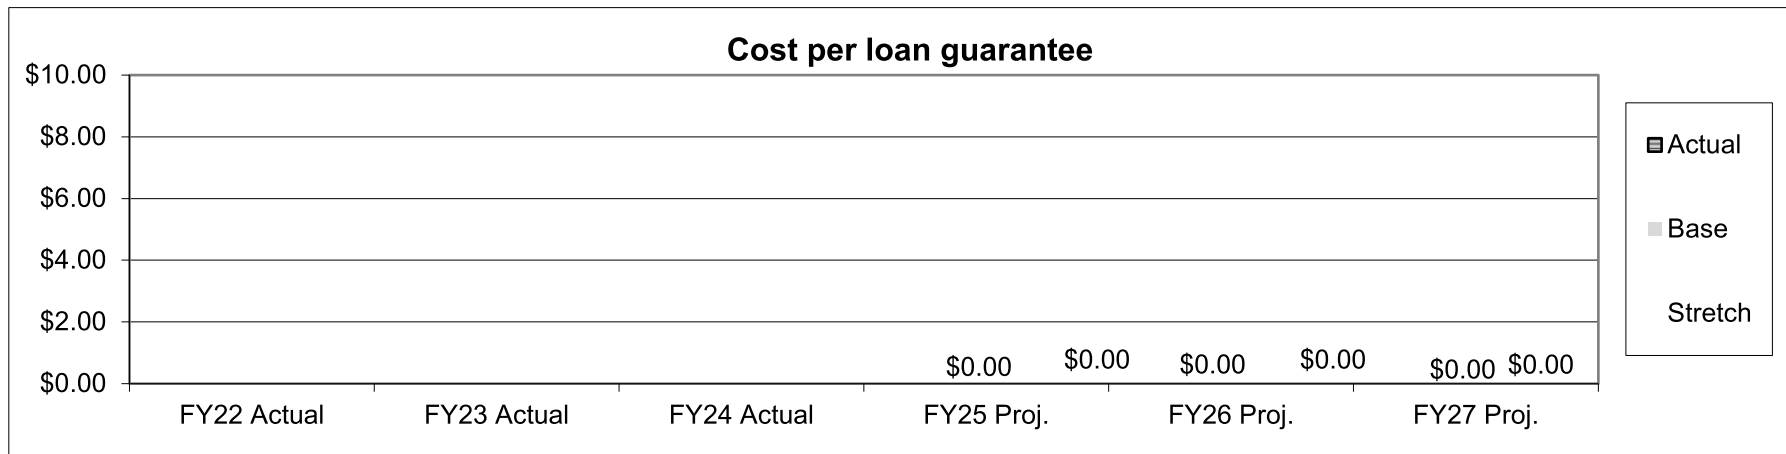 Cost per loan guarantee
$10.00
$8.00
$6.00
$4.00
$2.00
$0.00
$0.00 $0.00 $0.00 $0.00 $0.00 $0.00
FY22 Actual FY23 Actual FY24 Actual FY25 Proj. FY26 Proj. FY27 Proj.
Actual
Base
Stretch